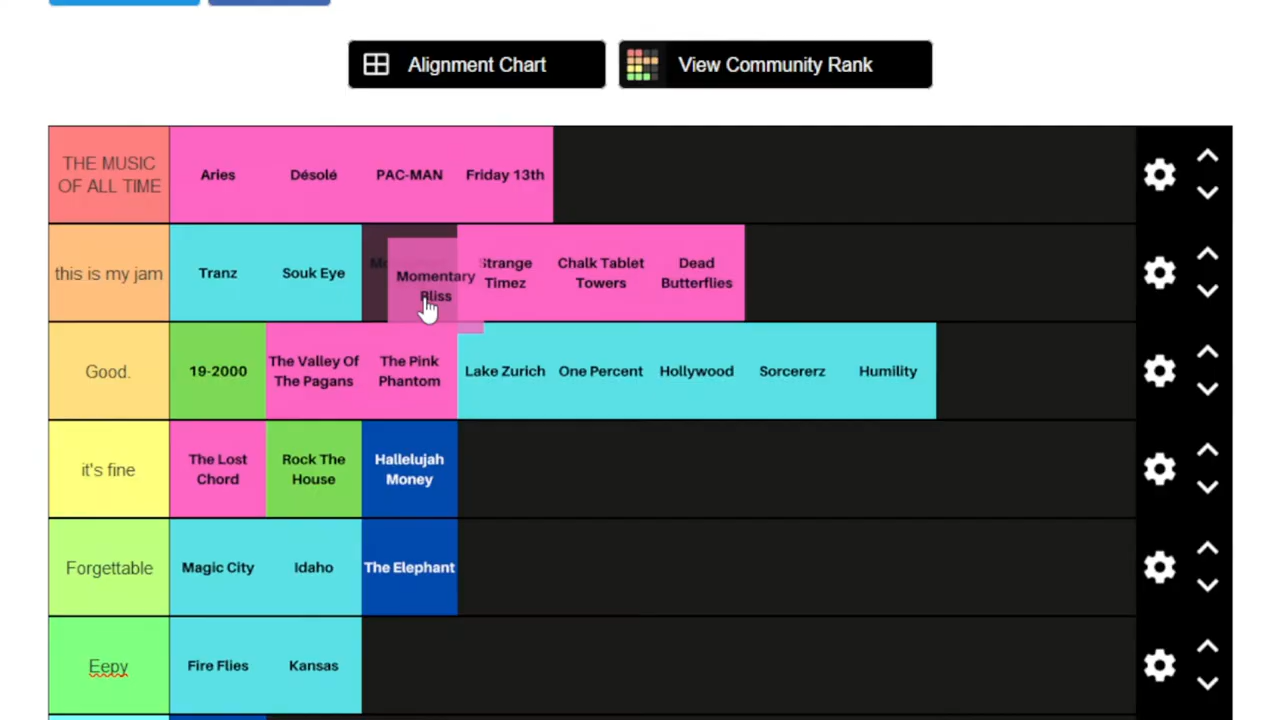 Alignment Chart
View Community Rank
THE MUSIC
OF ALL TIME
Aries
Désolé
PAC-MAN
Friday 13th
this is my jam
Tranz
Souk Eye
Momentary
Bliss
Strange
Timez
Chalk Tablet
Towers
Dead
Butterflies
Good.
19-2000
The Valley Of
The Pagans
The Pink
Phantom
Lake Zurich
One Percent
Hollywood
Sorcererz
Humility
it's fine
The Lost
Chord
Rock The
House
Hallelujah
Money
Forgettable
Magic City
Idaho
The Elephant
Eepy
Fire Flies
Kansas